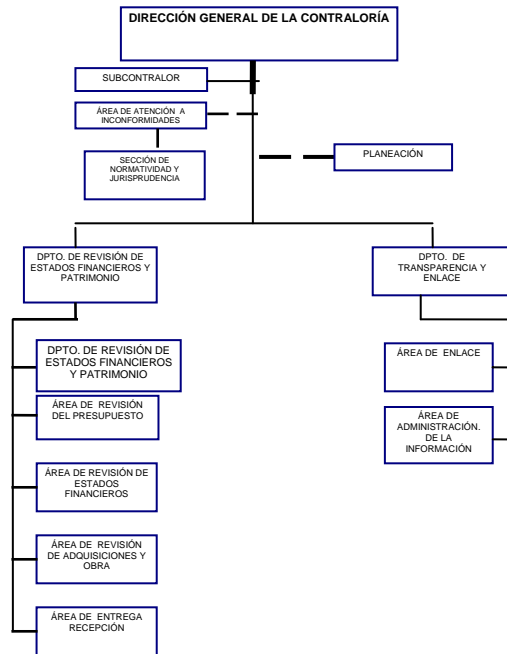 DIRECCIÓN GENERAL DE LA CONTRALORÍA
SUBCONTRALOR
ÁREA DE ATENCIÓN A
INCONFORMIDADES
SECCIÓN DE
NORMATIVIDAD Y
JURISPRUDENCIA
PLANEACIÓN
DPTO. DE REVISIÓN DE
ESTADOS FINANCIEROS Y
PATRIMONIO
DPTO. DE
TRANSPARENCIA Y
ENLACE
DPTO. DE REVISIÓN DE
ESTADOS FINANCIEROS
Y PATRIMONIO
ÁREA DE REVISIÓN
DEL PRESUPUESTO
ÁREA DE REVISIÓN DE
ESTADOS
FINANCIEROS
ÁREA DE REVISIÓN
DE ADQUISICIONES Y
OBRA
ÁREA DE ENTREGA
RECEPCIÓN
ÁREA DE ENLACE
ÁREA DE
ADMINISTRACIÓN.
DE LA
INFORMACIÓN